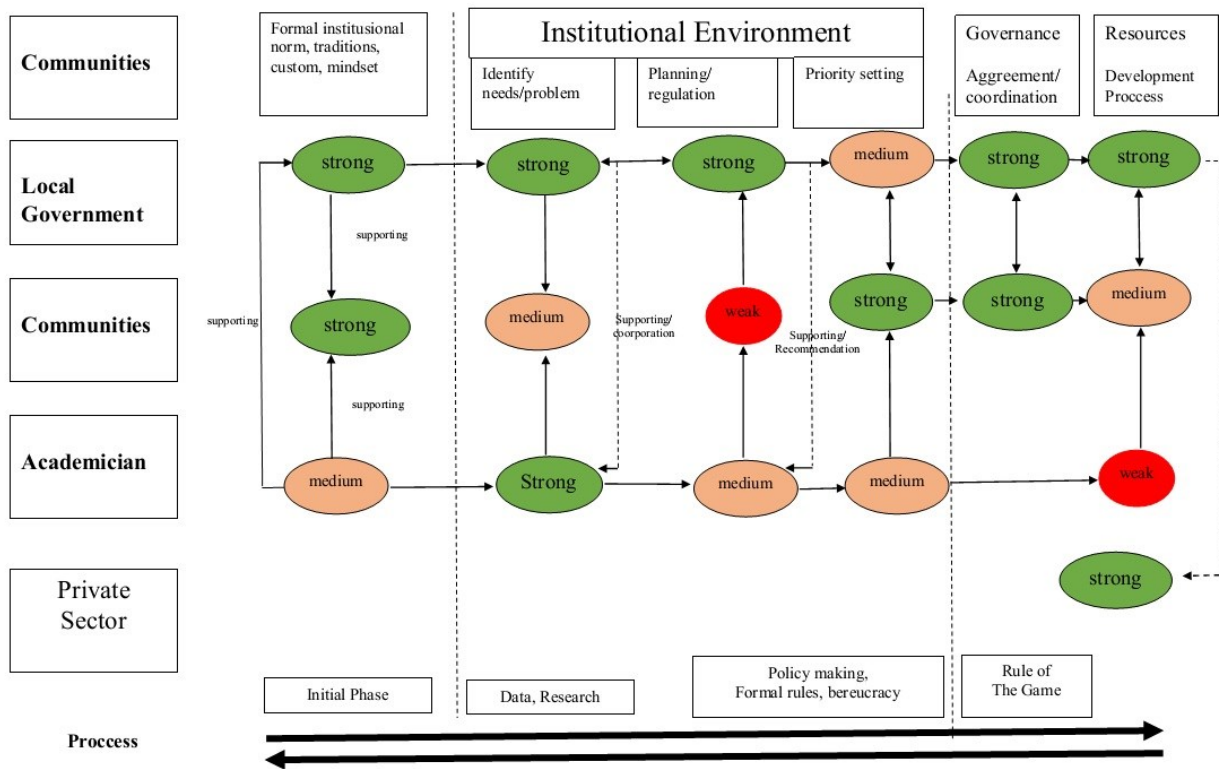 Communities
Formal institusional
norm, traditions,
custom, mindset
Institutional Environment
Identify
needs/problem
Planning/
regulation
Priority setting
Governance
Aggreement/
coordination
Resources
Development
Proccess
Local
Government
strong
strong
strong
medium
strong
strong
supporting
Communities
supporting
strong
medium
Supporting/
coorporation
weak
Supporting/
Recommendation
strong
strong
medium
supporting
Academician
medium
Strong
medium
medium
weak
Private
Sector
strong
Initial Phase
Data, Research
Policy making,
Formal rules, bereucracy
Rule of
The Game
Proccess